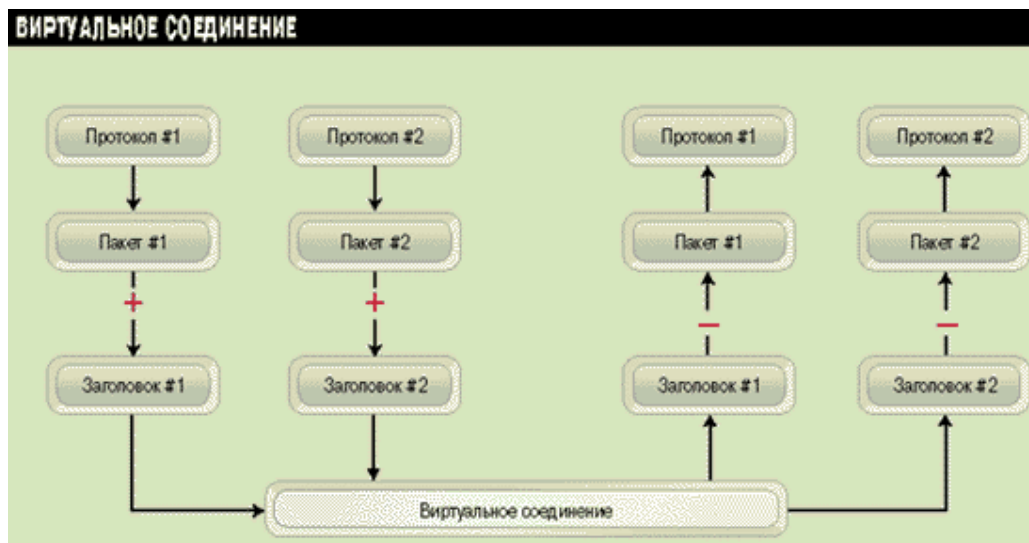 ВИРТУАЛЬНОЕ СОЕДИНЕНИЕ
Протокол #1
Протокол #2
Протокол #1
Протокол #2
Пакет #1
Пакет #2
Пакет #1
Пакет #2
+
+
−
−
Заголовок #1
Заголовок #2
Заголовок #1
Заголовок #2
Виртуальное соединение